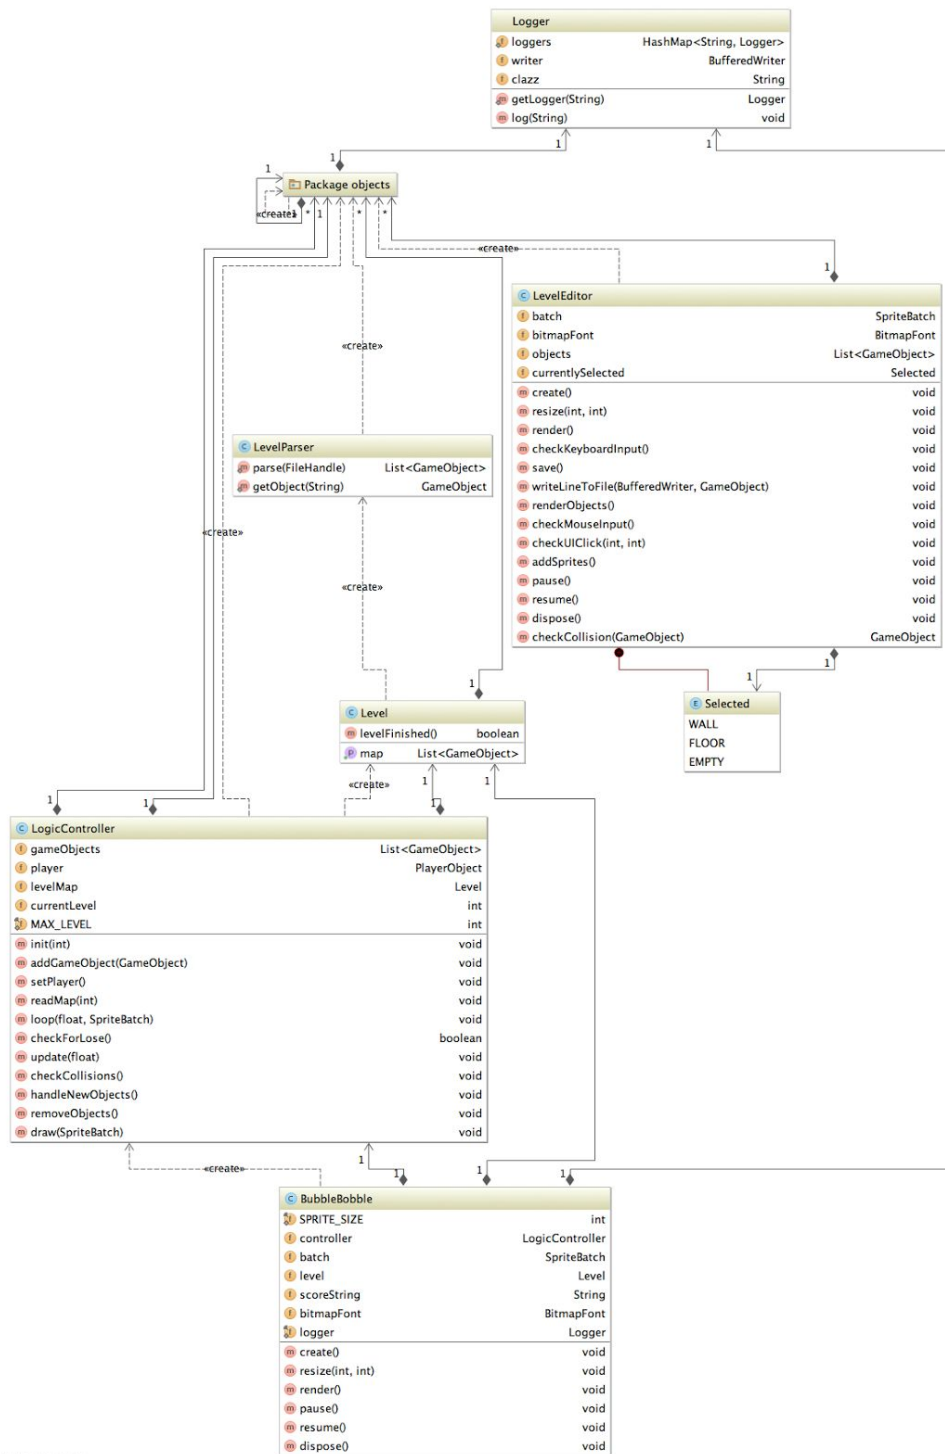 Logger
loggers HashMap<String, Logger>
writer BufferedWriter
clazz String
getLogger(String) Logger
log(String) void
1 1
1 1
Package objects
«create» 1 * 1 * *
«create»
1
LevelEditor
batch SpriteBatch
bitmapFont BitmapFont
objects List<GameObject>
currentlySelected Selected
create() void
resize(int, int) void
render() void
checkKeyboardInput() void
save() void
writeLineToFile(BufferedWriter, GameObject) void
renderObjects() void
checkMouseInput() void
checkUIClick(int, int) void
addSprites() void
pause() void
resume() void
dispose() void
checkCollision(GameObject) GameObject
«create»
LevelParser
parse(FileHandle) List<GameObject>
getObject(String) GameObject
«create»
«create»
1
1
Selected
WALL
FLOOR
EMPTY
1
Level
levelFinished() boolean
map List<GameObject>
«create»
1 1
1 1 1
LogicController
gameObjects List<GameObject>
player PlayerObject
levelMap Level
currentLevel int
MAX_LEVEL int
init(int) void
addGameObject(GameObject) void
setPlayer() void
readMap(int) void
loop(float, SpriteBatch) void
checkForLose() boolean
update(float) void
checkCollisions() void
handleNewObjects() void
removeObjects() void
draw(SpriteBatch) void
«create»
1 1 1 1
BubbleBobble
SPRITE_SIZE int
controller LogicController
batch SpriteBatch
level Level
scoreString String
bitmapFont BitmapFont
logger Logger
create() void
resize(int, int) void
render() void
pause() void
resume() void
dispose() void